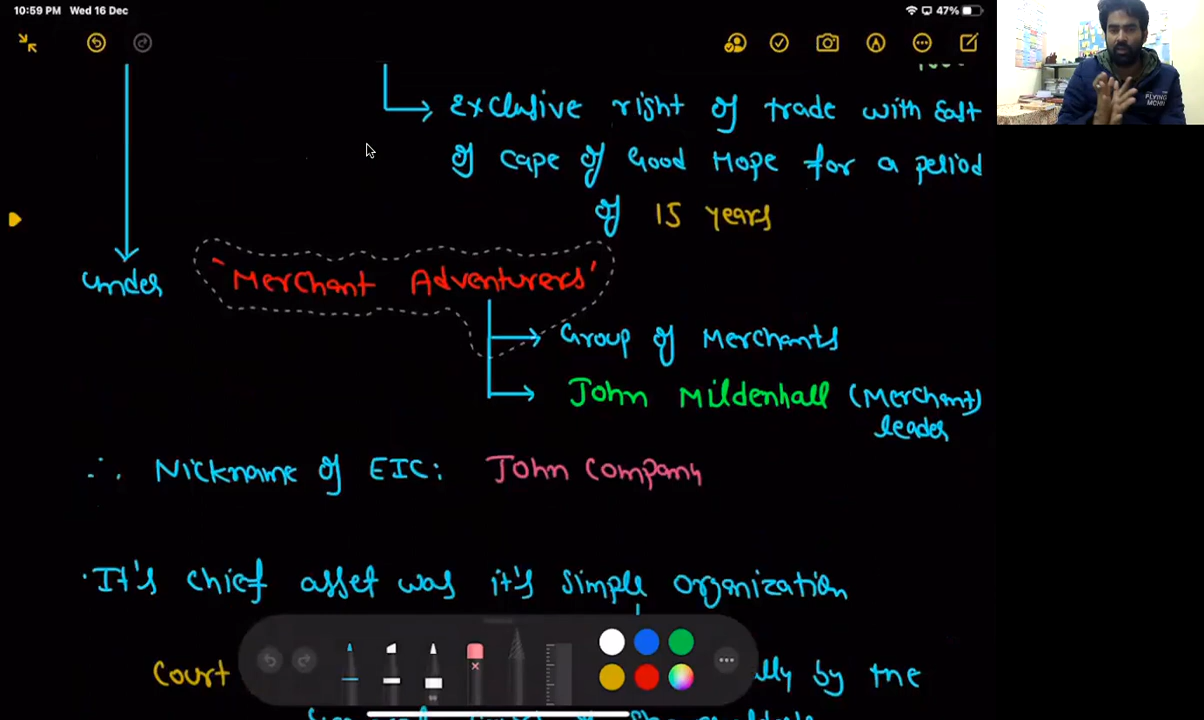 10:59 PM Wed 16 Dec
47%
FLYING
MCHN
Exclusive right of trade with East
of Cape of Good Hope for a period
of 15 years
under 'Merchant Adventurers'
Group of Merchants
John Mildenhall (Merchant)
leader
∴ Nickname of EIC: John Company
·It's chief asset was it's simple organization
Court
by the